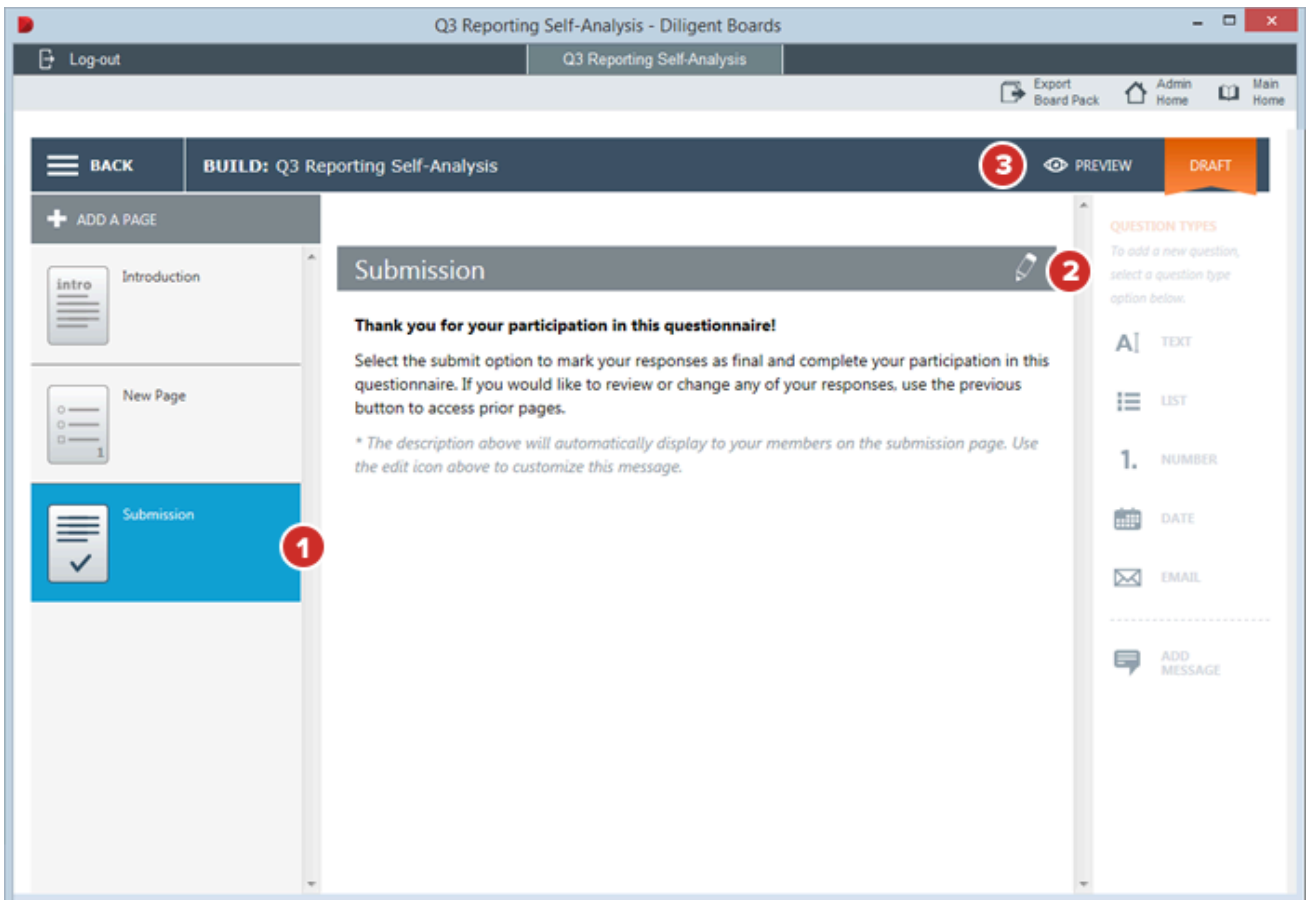 Q3 Reporting Self-Analysis - Diligent Boards
Log-out
Q3 Reporting Self-Analysis
Export
Board Pack
Admin
Home
Main
Home
BACK
BUILD: Q3 Reporting Self-Analysis
3
PREVIEW
DRAFT
ADD A PAGE
intro
Introduction
New Page
1
Submission
1
Submission
2
Thank you for your participation in this questionnaire!
Select the submit option to mark your responses as final and complete your participation in this
questionnaire. If you would like to review or change any of your responses, use the previous
button to access prior pages.
* The description above will automatically display to your members on the submission page. Use
the edit icon above to customize this message.
QUESTION TYPES
To add a new question,
select a question type
option below.
A TEXT
LIST
1. NUMBER
DATE
EMAIL
ADD
MESSAGE